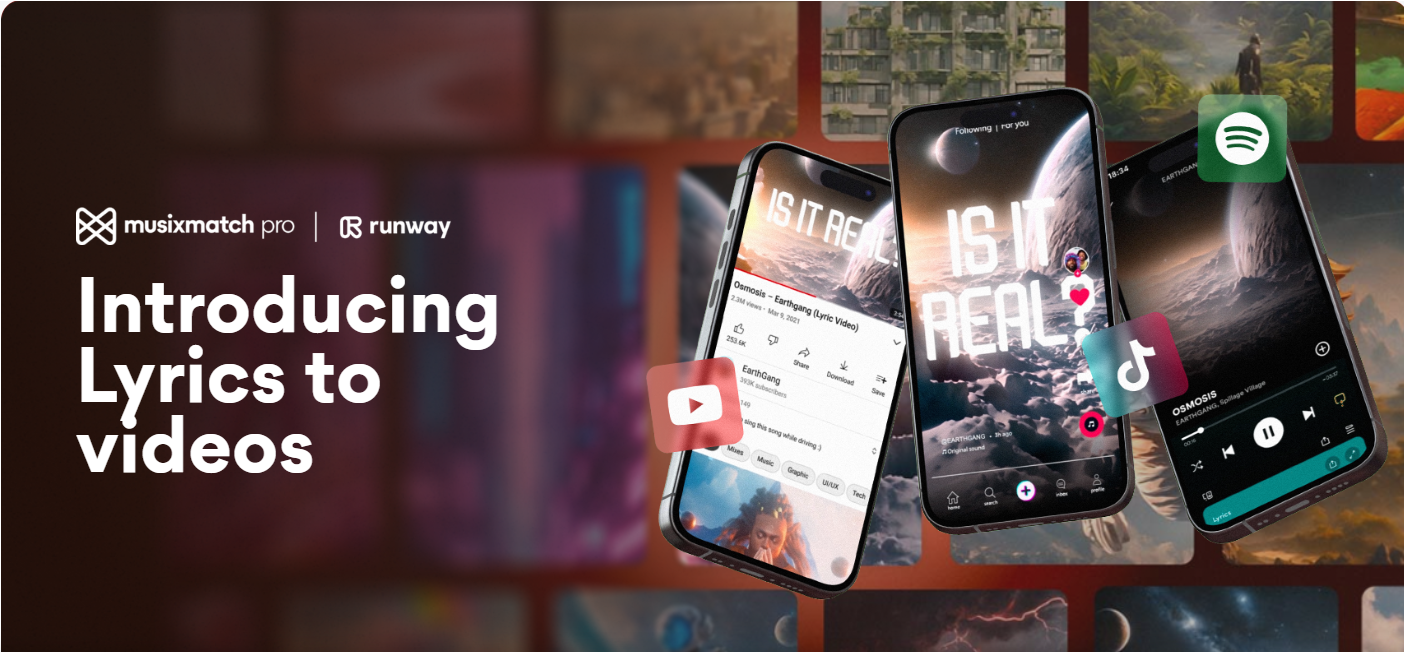 musixmatch pro | runway
Introducing
Lyrics to
videos
IS IT REAL?
Osmosis – Earthgang (Lyric Video)
2.3M views • Mar 9, 2021
253.6K
Share
Download
Save
EarthGang
393K subscribers
149
sing this song while driving :)
Mixes
Music
Graphic
UI/UX
Tech
Following | For you
IS IT
REAL?
@EARTHGANG • 3h ago
Original sound
home
search
inbox
profile
18:34
OSMOSIS
EARTHGANG, Spillage Village
Lyrics